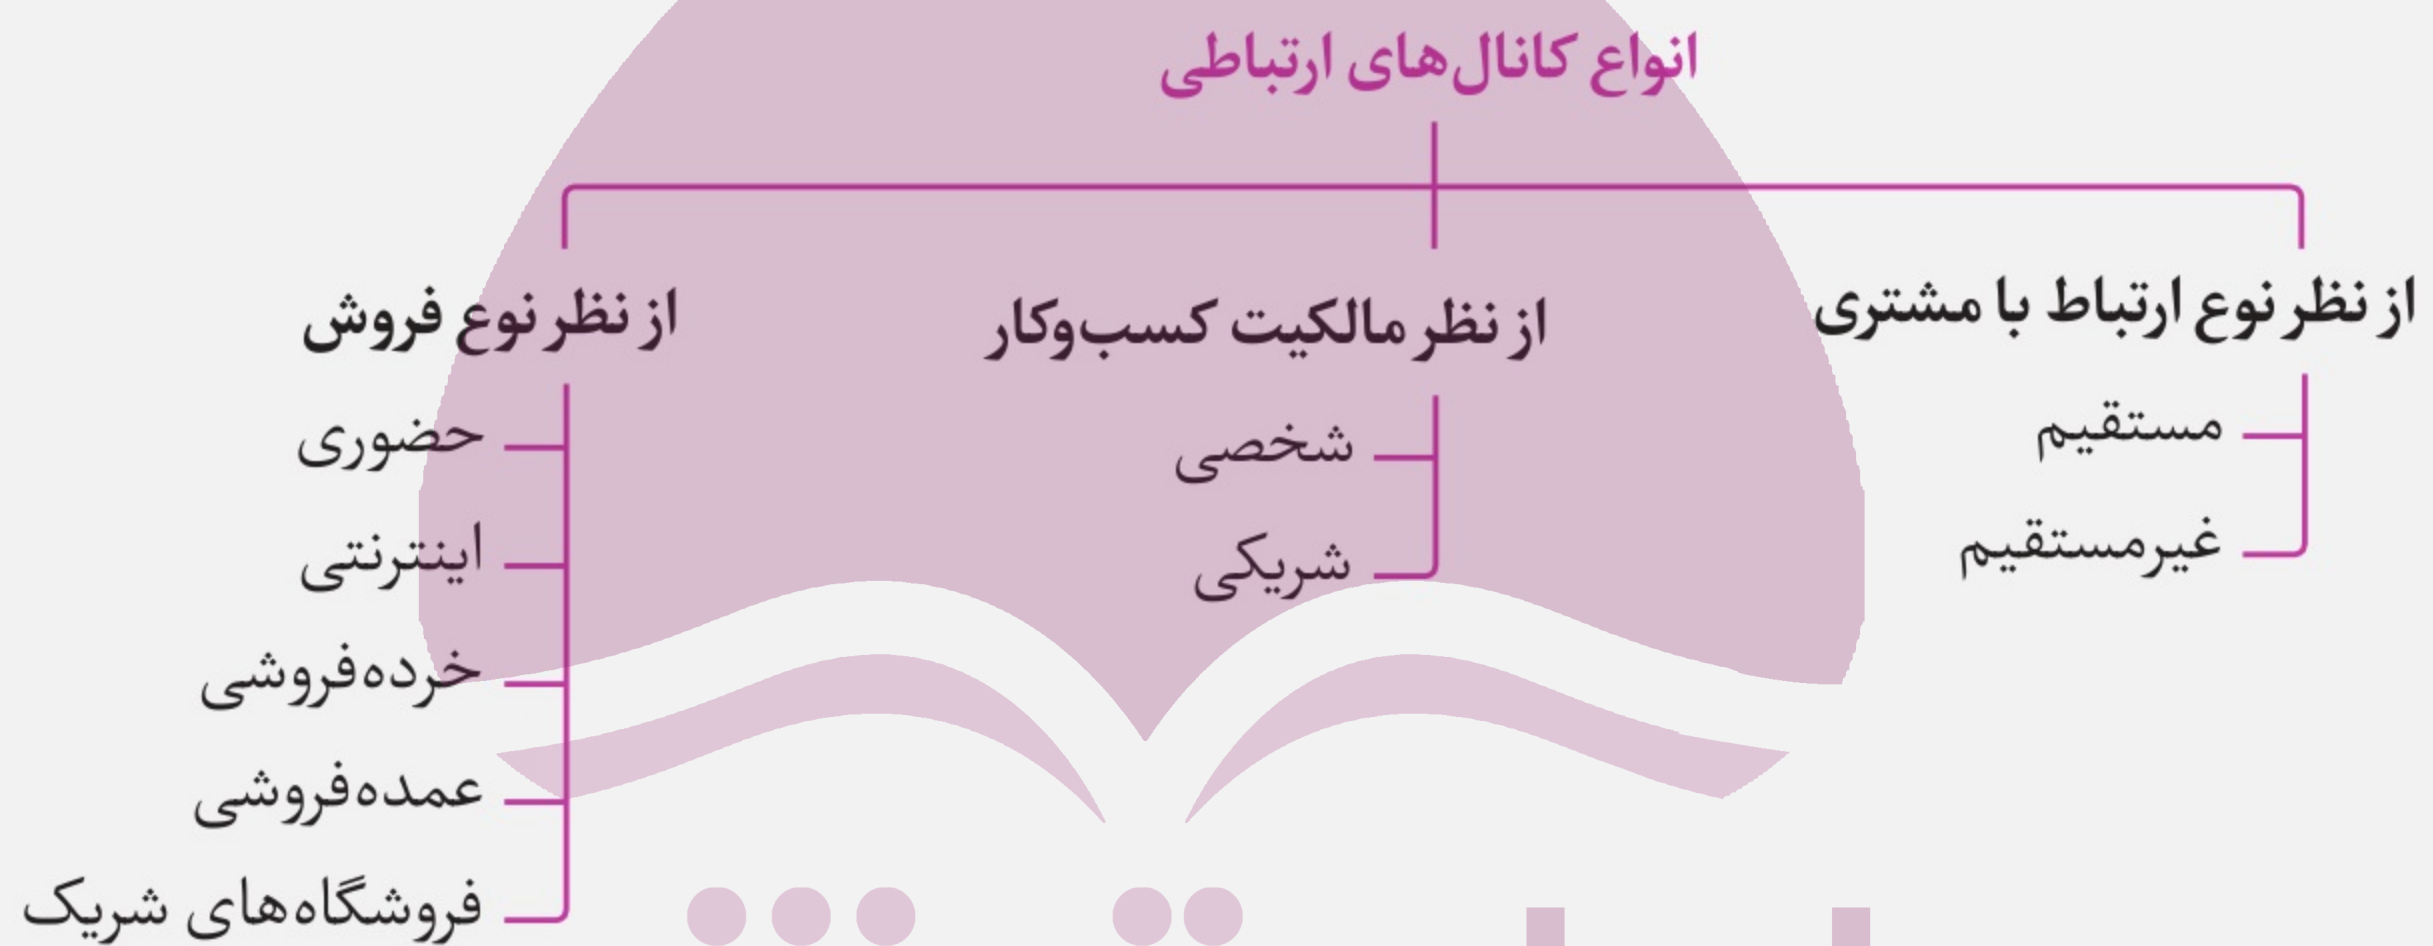 انواع کانال‌های ارتباطی
از نظر نوع ارتباط با مشتری
مستقیم
غیرمستقیم
از نظر مالکیت کسب‌وکار
شخصی
شریکی
از نظر نوع فروش
حضوری
اینترنتی
خرده‌فروشی
عمده‌فروشی
فروشگاه‌های شریک